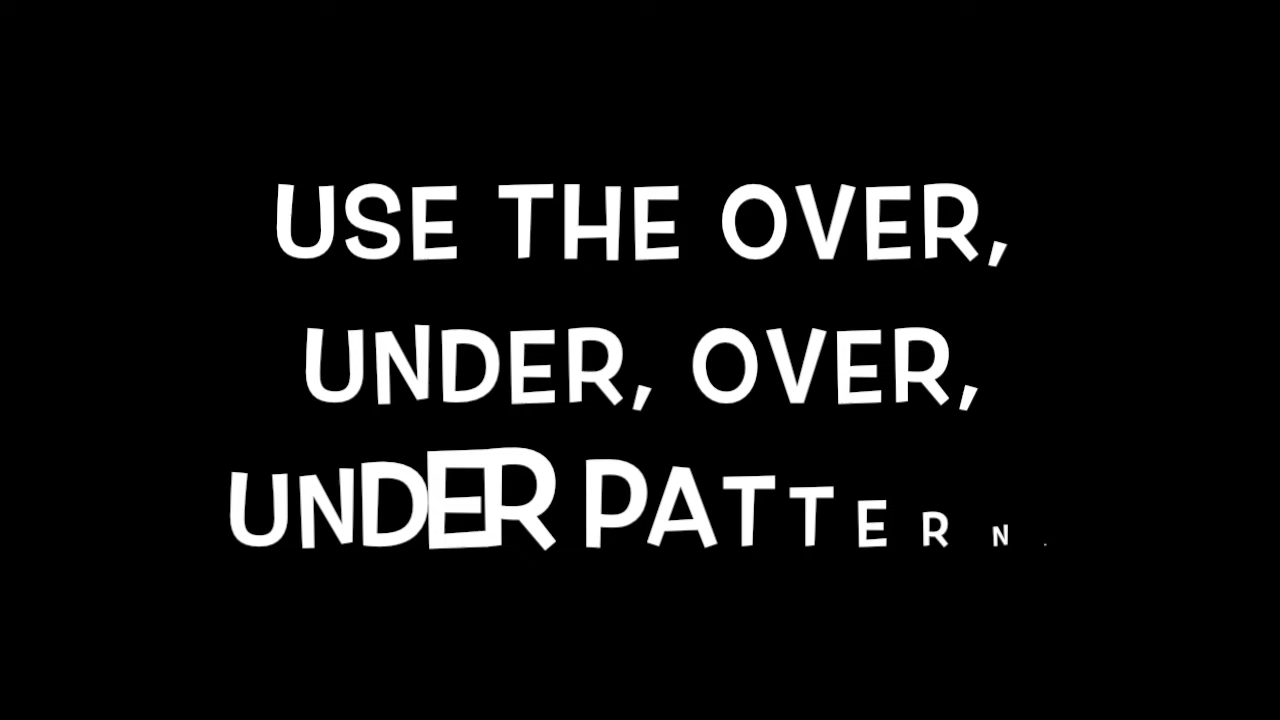 USE THE OVER,
UNDER, OVER,
UNDER PATTERN.